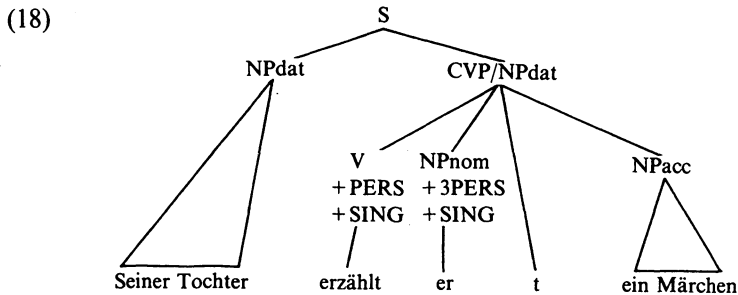 (18)
S
NPdat CVP/NPdat
V NPnom NPacc
+PERS +3PERS
+SING +SING
Seiner Tochter erzählt er t ein Märchen